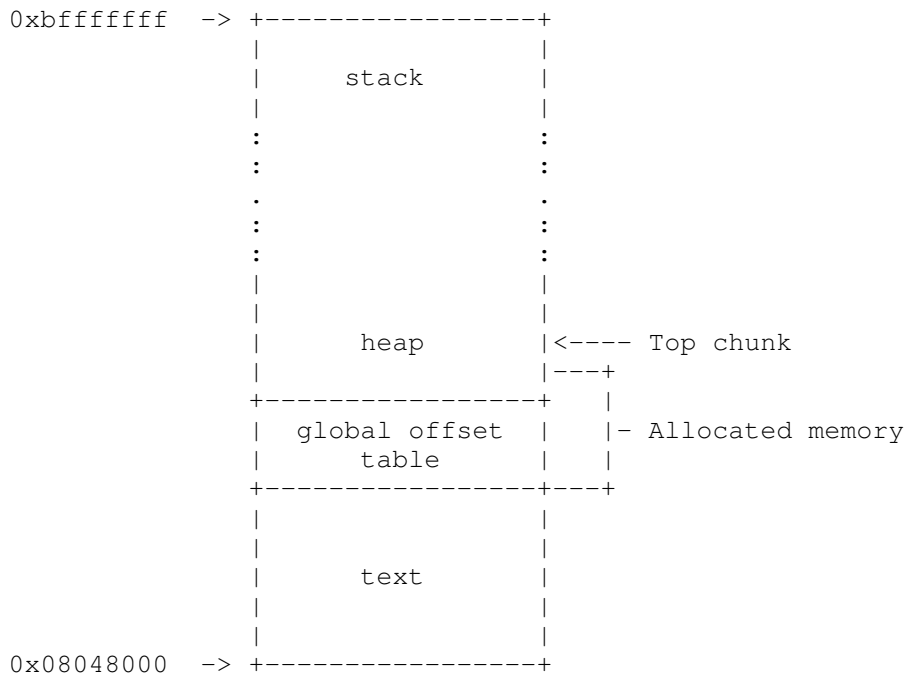 0xbfffffff  -> +-----------------+
               |                 |
               |     stack       |
               |                 |
               :                 :
               :                 :
               .                 .
               :                 :
               :                 :
               |                 |
               |                 |
               |      heap       |<---- Top chunk
               |                 |---+
               +-----------------+   |
               |  global offset  |   |- Allocated memory
               |      table      |   |
               +-----------------+---+
               |                 |
               |                 |
               |      text       |
               |                 |
               |                 |
0x08048000  -> +-----------------+